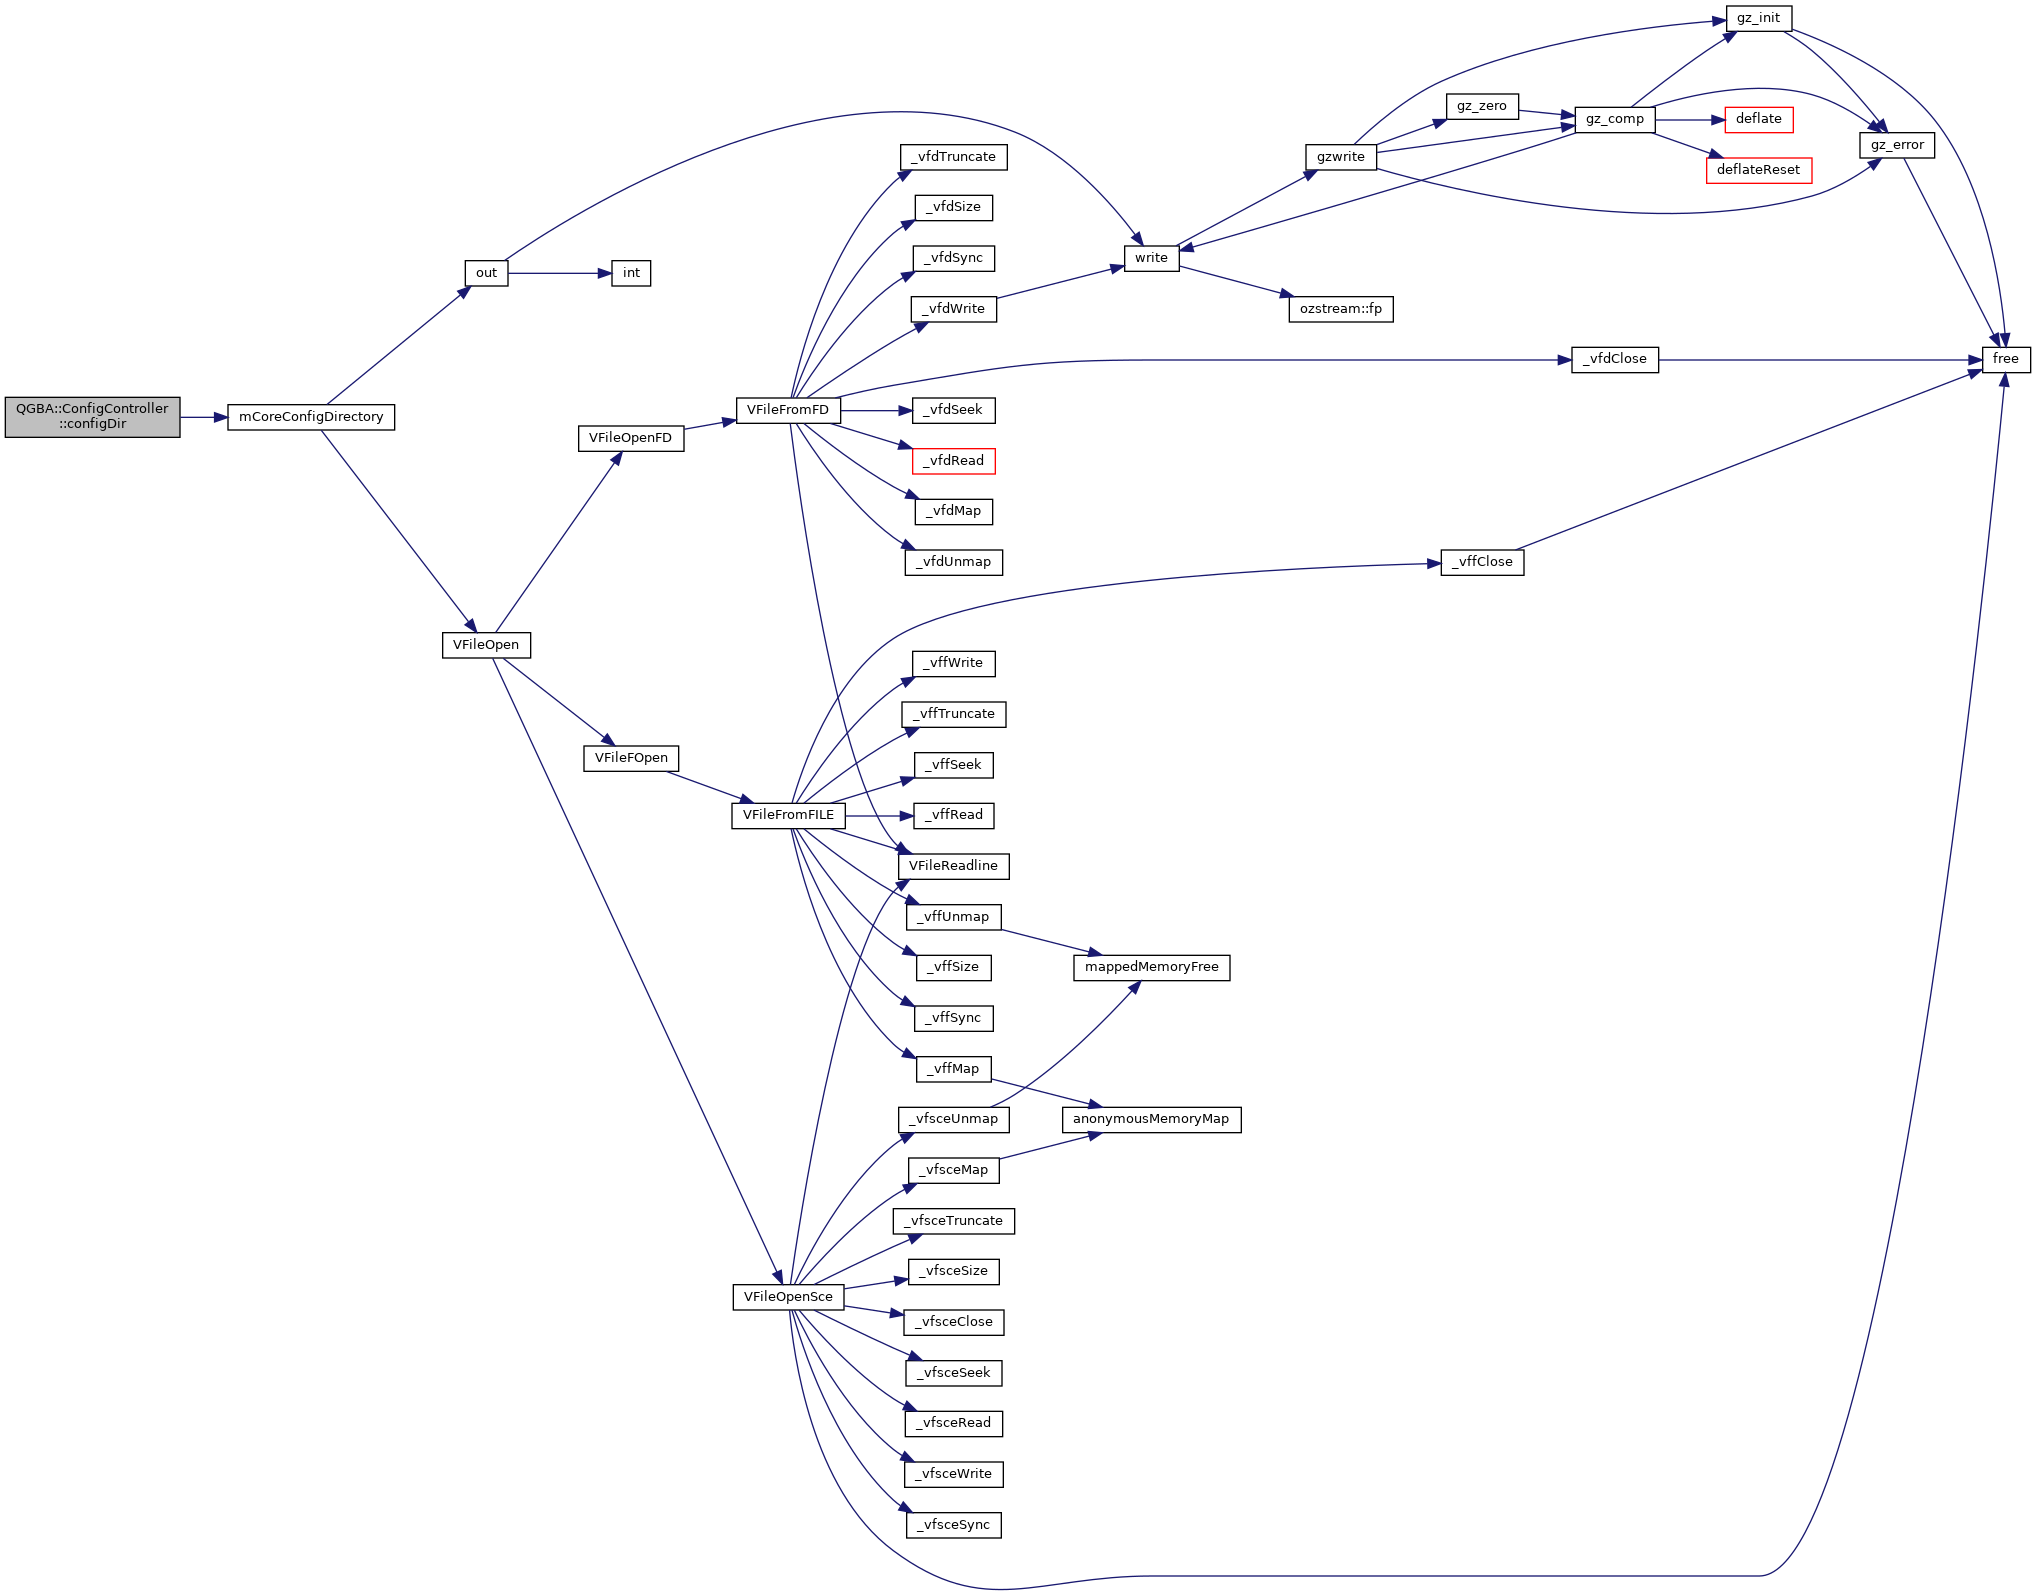 gz_init
gz_zero
gz_comp
deflate
gz_error
gzwrite
_vfdTruncate
deflateReset
_vfdSize
_vfdSync
write
out
int
_vfdWrite
ozstream::fp
_vfdClose
free
QGBA::ConfigController
::configDir
mCoreConfigDirectory
VFileFromFD
_vfdSeek
VFileOpenFD
_vfdRead
_vfdMap
_vfdUnmap
_vffClose
VFileOpen
_vffWrite
_vffTruncate
VFileFOpen
_vffSeek
VFileFromFILE
_vffRead
VFileReadline
_vffUnmap
_vffSize
mappedMemoryFree
_vffSync
_vffMap
_vfsceUnmap
anonymousMemoryMap
_vfsceMap
_vfsceTruncate
_vfsceSize
VFileOpenSce
_vfsceClose
_vfsceSeek
_vfsceRead
_vfsceWrite
_vfsceSync